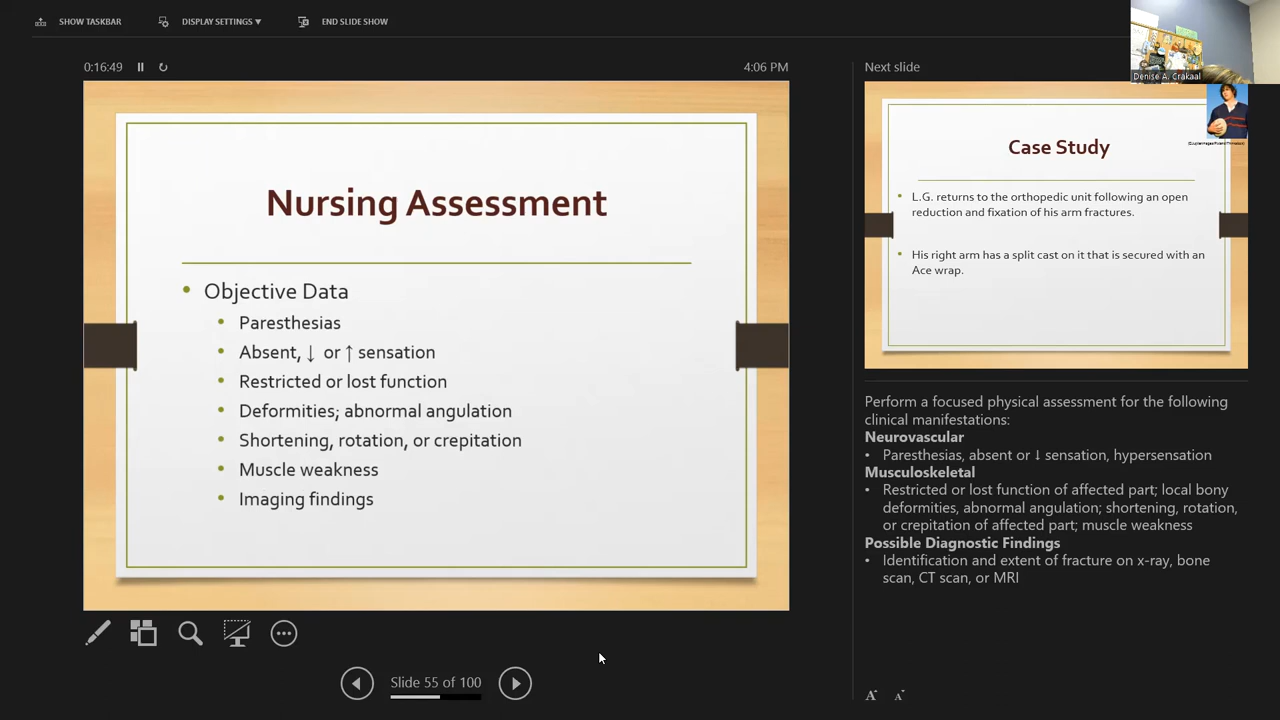 SHOW TASKBAR
DISPLAY SETTINGS ▼
END SLIDE SHOW
0:16:49
4:06 PM
Nursing Assessment
• Objective Data
• Paresthesias
• Absent, ↓ or ↑ sensation
• Restricted or lost function
• Deformities; abnormal angulation
• Shortening, rotation, or crepitation
• Muscle weakness
• Imaging findings
Slide 55 of 100
Next slide
Denise A. Crakaal
Case Study
• L.G. returns to the orthopedic unit following an open
reduction and fixation of his arm fractures.
• His right arm has a split cast on it that is secured with an
Ace wrap.
Perform a focused physical assessment for the following
clinical manifestations:
Neurovascular
• Paresthesias, absent or ↓ sensation, hypersensation
Musculoskeletal
• Restricted or lost function of affected part; local bony
deformities, abnormal angulation; shortening, rotation,
or crepitation of affected part; muscle weakness
Possible Diagnostic Findings
• Identification and extent of fracture on x-ray, bone
scan, CT scan, or MRI
A
A